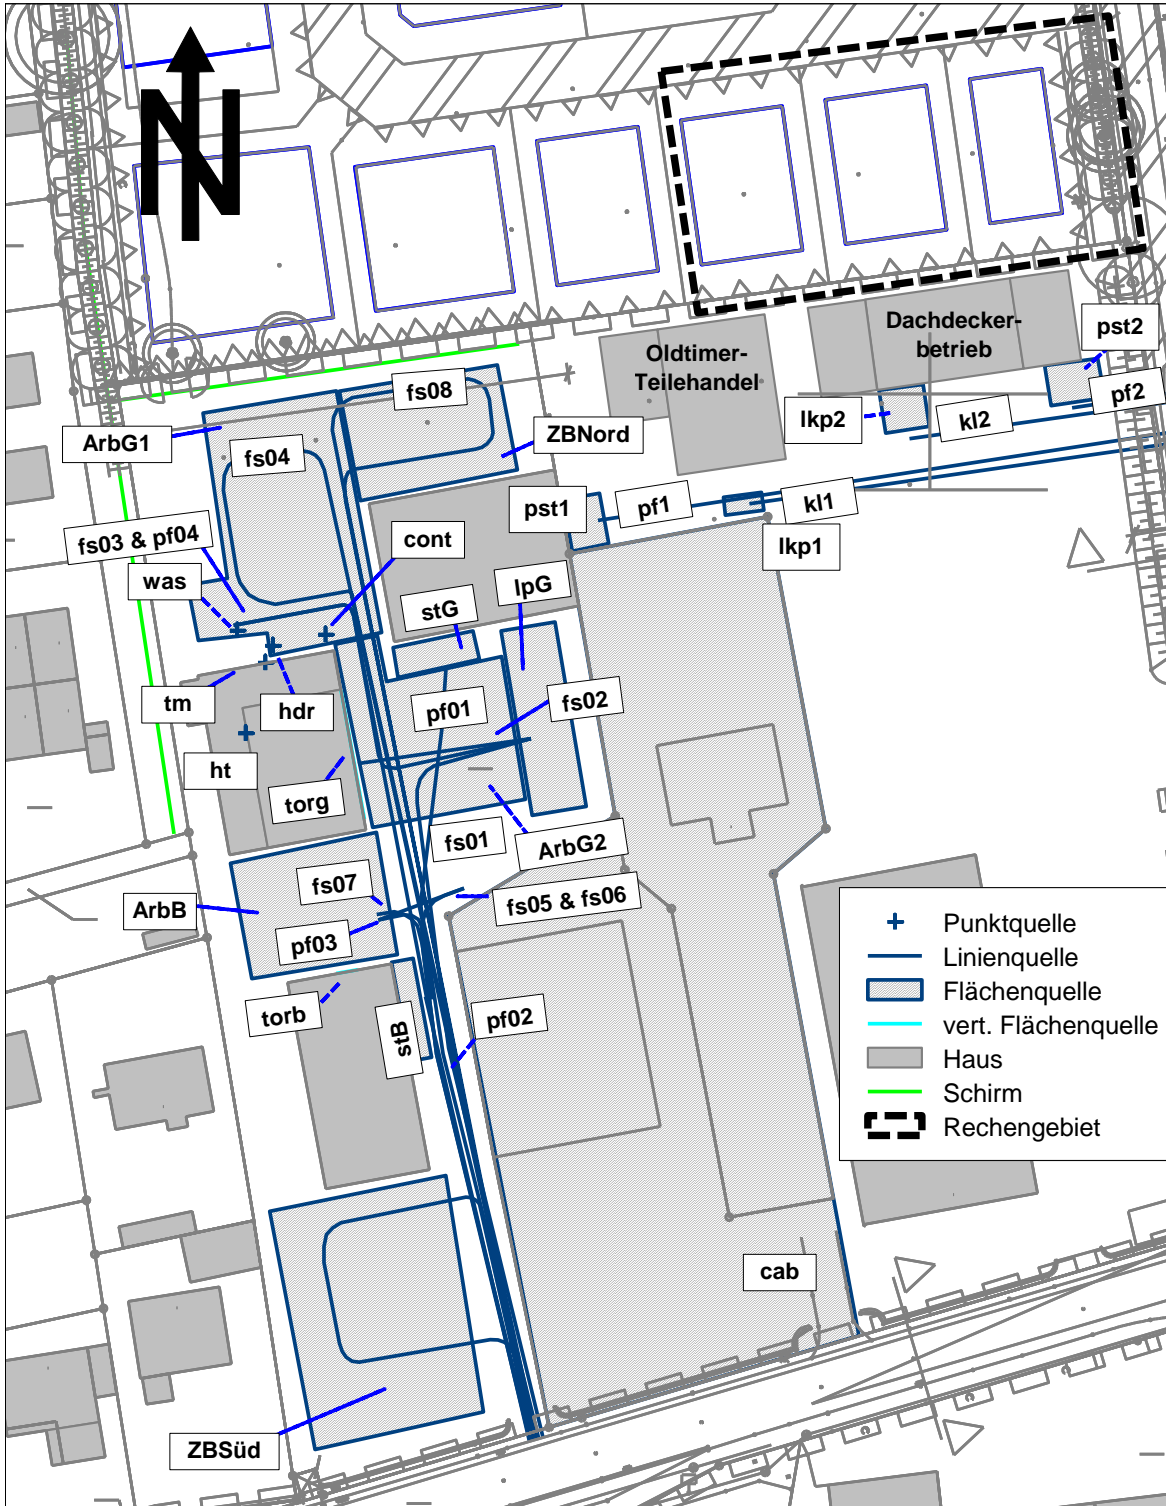 N
Oldtimer-
Teilehandel
Dachdecker-
betrieb
pst2
pf2
lkp2
kl2
fs08
ArbG1
fs04
ZBNord
fs03 & pf04
cont
pst1
pf1
kl1
lkp1
was
stG
lpG
tm
hdr
pf01
fs02
ht
torg
fs01
ArbG2
fs07
fs05 & fs06
ArbB
pf03
torb
stB
pf02
cab
ZBSüd
Punktquelle
Linienquelle
Flächenquelle
vert. Flächenquelle
Haus
Schirm
Rechengebiet